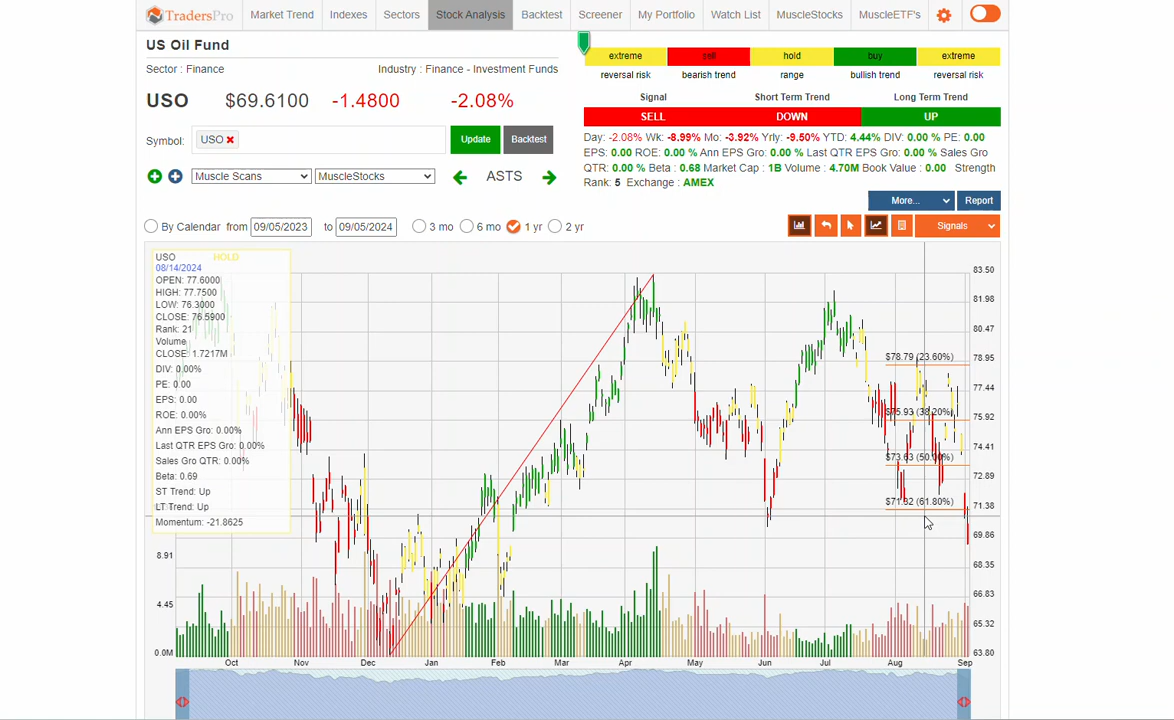 TradersPro Market Trend Indexes Sectors Stock Analysis Backtest Screener My Portfolio Watch List MuscleStocks MuscleETF's
US Oil Fund
Sector : Finance Industry : Finance - Investment Funds
USO $69.6100 -1.4800 -2.08%
Symbol: USO Update Backtest
Muscle Scans MuscleStocks ASTS
extreme sell hold buy extreme
reversal risk bearish trend range bullish trend reversal risk
Signal Short Term Trend Long Term Trend
SELL DOWN UP
Day: -2.08% Wk: -8.99% Mo: -3.92% Yrly: -9.50% YTD: 4.44% DIV: 0.00 % PE: 0.00
EPS: 0.00 ROE: 0.00 % Ann EPS Gro: 0.00 % Last QTR EPS Gro: 0.00 % Sales Gro
QTR: 0.00 % Beta : 0.68 Market Cap : 1B Volume : 4.70M Book Value : 0.00 Strength
Rank: 5 Exchange : AMEX
More... Report
By Calendar from 09/05/2023 to 09/05/2024 3 mo 6 mo 1 yr 2 yr Signals
USO HOLD
08/14/2024
OPEN: 77.6000
HIGH: 77.7500
LOW: 76.3000
CLOSE: 76.5900
Rank: 21
Volume
CLOSE: 1.7217M
DIV: 0.00%
PE: 0.00
EPS: 0.00
ROE: 0.00%
Ann EPS Gro: 0.00%
Last QTR EPS Gro: 0.00%
Sales Gro QTR: 0.00%
Beta: 0.69
ST Trend: Up
LT Trend: Up
Momentum: -21.8625
$78.79 (23.60%)
$75.93 (38.20%)
$73.63 (50.00%)
$71.32 (61.80%)
83.50
81.98
80.47
78.95
77.44
75.92
74.41
72.89
71.38
69.86
68.35
66.83
65.32
63.80
8.91
4.45
0.0M
Oct Nov Dec Jan Feb Mar Apr May Jun Jul Aug Sep